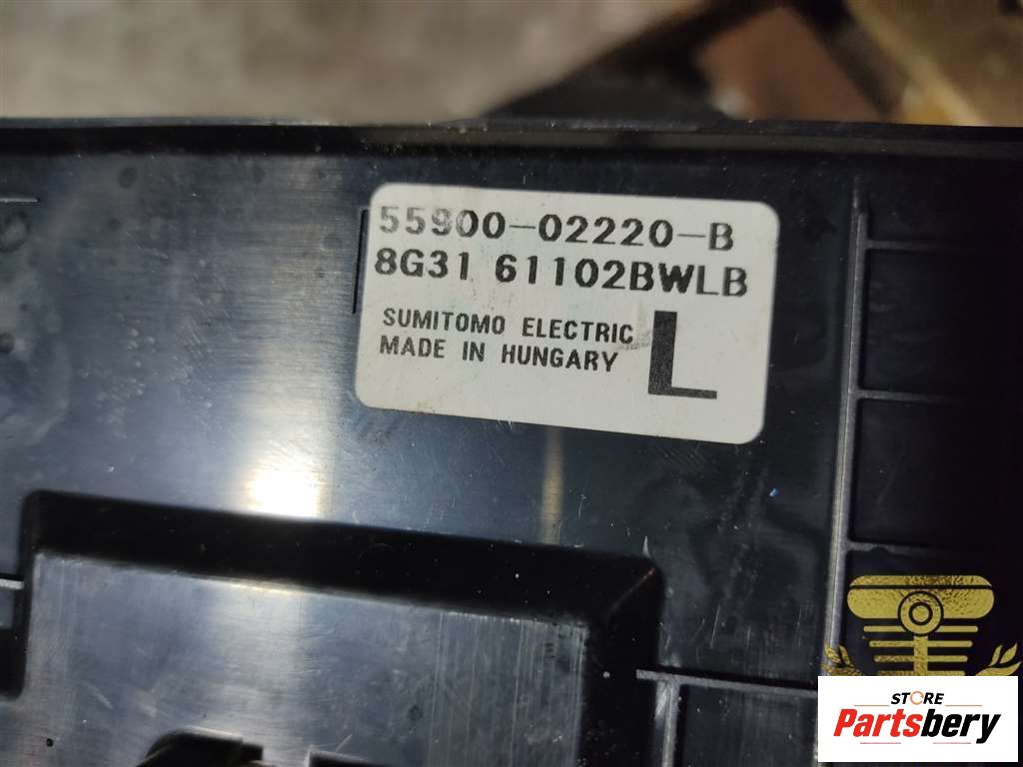 55900-02220-B
8G31 61102BWLB
SUMITOMO ELECTRIC
MADE IN HUNGARY
L
STORE
Partsbery